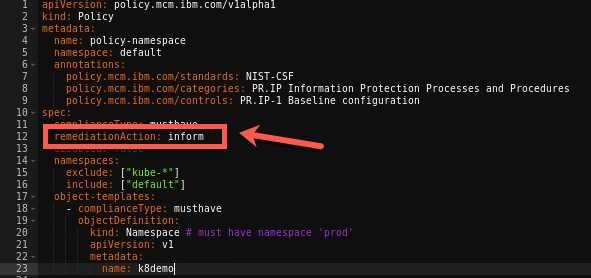 1 apiVersion: policy.mcm.ibm.com/v1alpha1
2 kind: Policy
3 metadata:
4 name: policy-namespace
5 namespace: default
6 annotations:
7 policy.mcm.ibm.com/standards: NIST-CSF
8 policy.mcm.ibm.com/categories: PR.IP Information Protection Processes and Procedures
9 policy.mcm.ibm.com/controls: PR.IP-1 Baseline configuration
10 spec:
11 complianceType: musthave
12 remediationAction: inform
13 disabled: false
14 namespaces:
15 exclude: ["kube-*"]
16 include: ["default"]
17 object-templates:
18 - complianceType: musthave
19 objectDefinition:
20 kind: Namespace # must have namespace 'prod'
21 apiVersion: v1
22 metadata:
23 name: k8demo